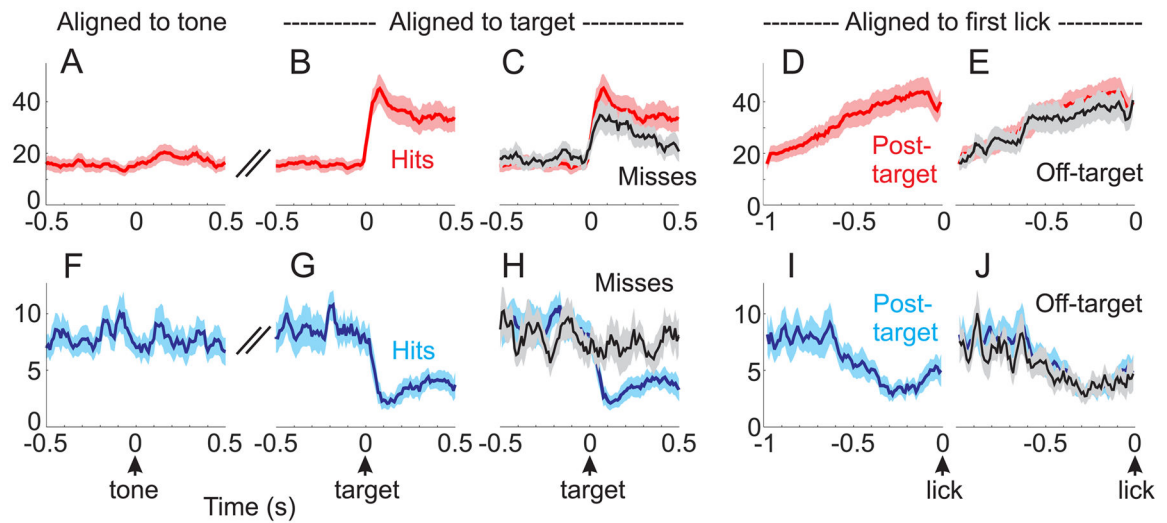 Aligned to tone Aligned to target Aligned to first lick
A B C D E
40
20
0
Hits
Misses
Post-
target
Off-target
-0.5 0 0.5 -0.5 0 0.5 -0.5 0 0.5 -1 -0.5 0 -0.5 0
F G H I J
10
5
0
Hits
Misses
Post-
target
Off-target
-0.5 0 0.5 -0.5 0 0.5 -0.5 0 0.5 -1 -0.5 0 -0.5 0
tone target target lick lick
Time (s)